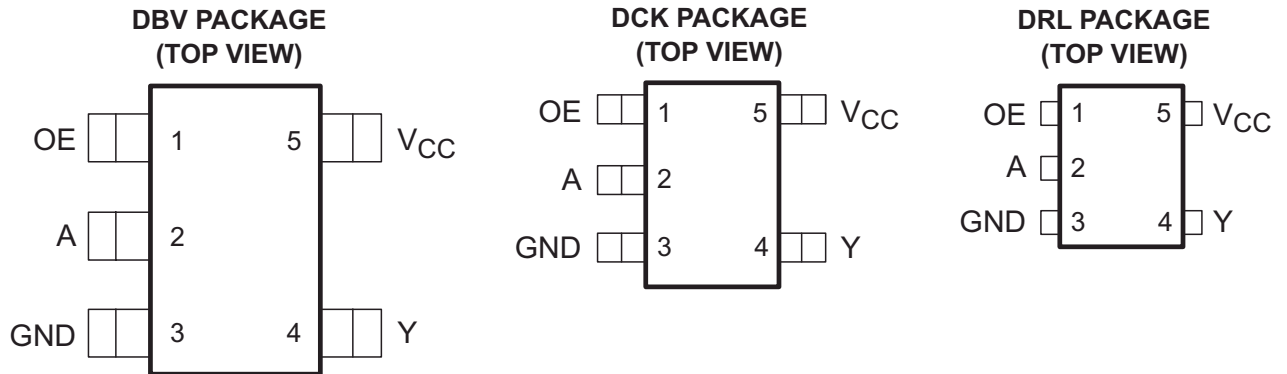 DBV PACKAGE
(TOP VIEW)
OE 1 5 VCC
A 2
GND 3 4 Y
DCK PACKAGE
(TOP VIEW)
OE 1 5 VCC
A 2
GND 3 4 Y
DRL PACKAGE
(TOP VIEW)
OE 1 5 VCC
A 2
GND 3 4 Y